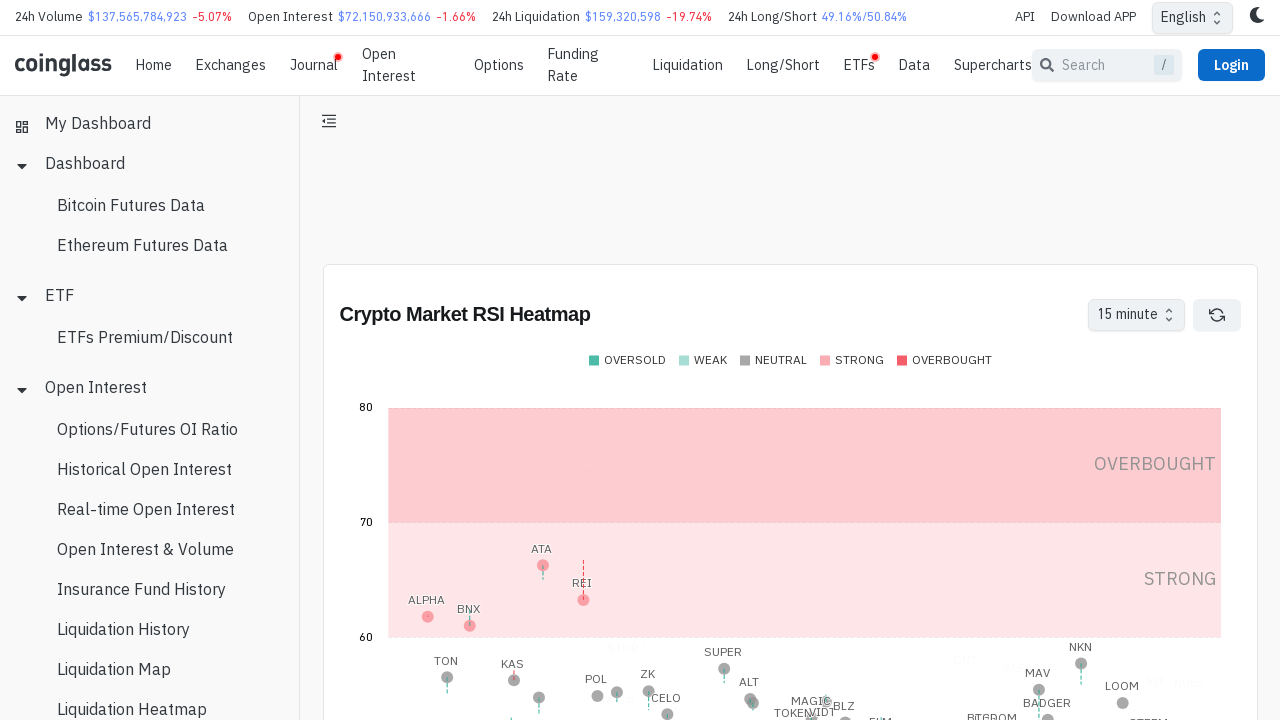 24h Volume $137,565,784,923 -5.07% Open Interest $72,150,933,666 -1.66% 24h Liquidation $159,320,598 -19.74% 24h Long/Short 49.16%/50.84% API Download APP English
coinglass Home Exchanges Journal Open Interest Options Funding Rate Liquidation Long/Short ETFs Data Supercharts Search / Login
My Dashboard
Dashboard
Bitcoin Futures Data
Ethereum Futures Data
ETF
ETFs Premium/Discount
Open Interest
Options/Futures OI Ratio
Historical Open Interest
Real-time Open Interest
Open Interest & Volume
Insurance Fund History
Liquidation History
Liquidation Map
Liquidation Heatmap
Crypto Market RSI Heatmap 15 minute
OVERSOLD WEAK NEUTRAL STRONG OVERBOUGHT
80
OVERBOUGHT
70
ATA
STRONG
REI
ALPHA
BNX
60
NKN
SUPER
TON
KAS
ZK
MAV
POL
ALT
LOOM
CELO
MAGIC
BADGER
BLZ
TOKEN